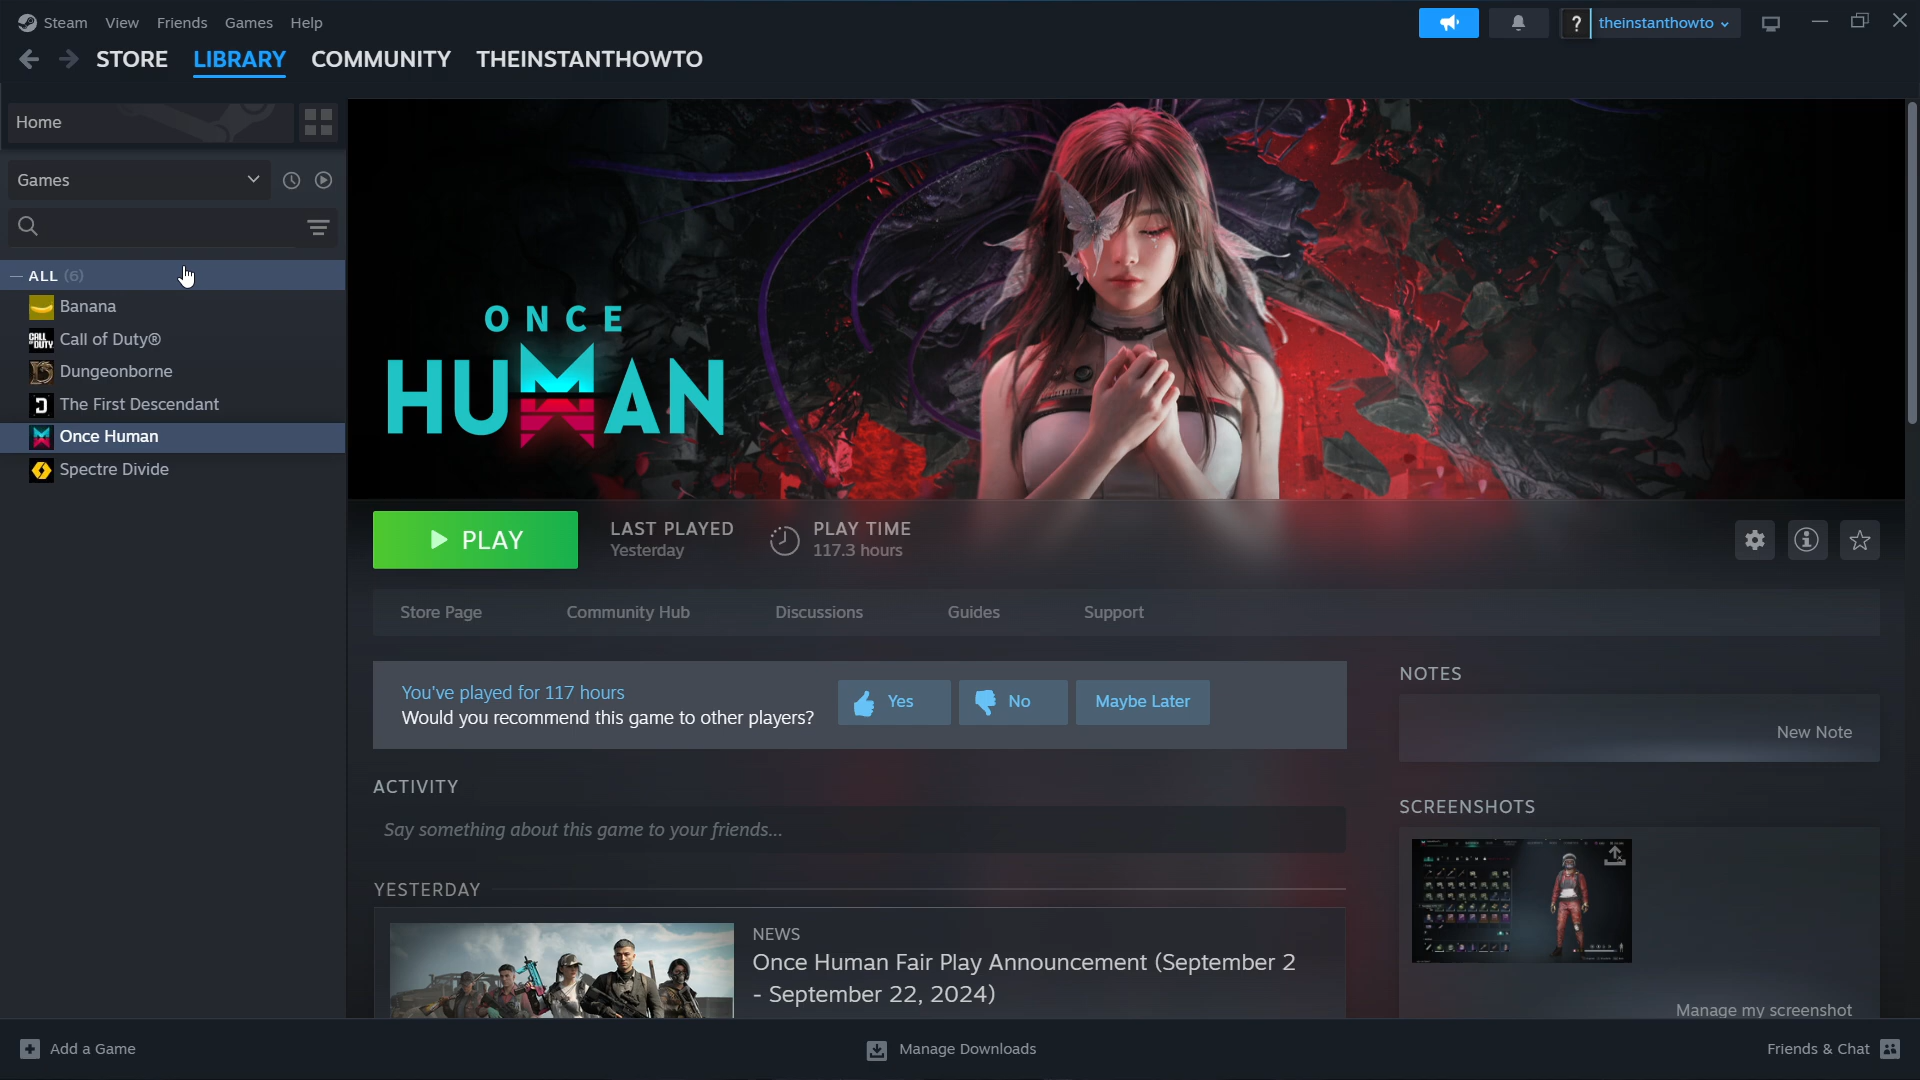 Steam View Friends Games Help
? theinstanthowto
STORE LIBRARY COMMUNITY THEINSTANTHOWTO
Home
Games
ALL (6)
Banana
CALL OF DUTY
Call of Duty®
Dungeonborne
The First Descendant
Once Human
Spectre Divide
ONCE
HUMAN
PLAY
LAST PLAYED
Yesterday
PLAY TIME
117.3 hours
Store Page Community Hub Discussions Guides Support
You've played for 117 hours
Would you recommend this game to other players?
Yes No Maybe Later
NOTES
New Note
ACTIVITY
Say something about this game to your friends...
SCREENSHOTS
Manage my screenshot
YESTERDAY
NEWS
Once Human Fair Play Announcement (September 2
- September 22, 2024)
Add a Game
Manage Downloads
Friends & Chat